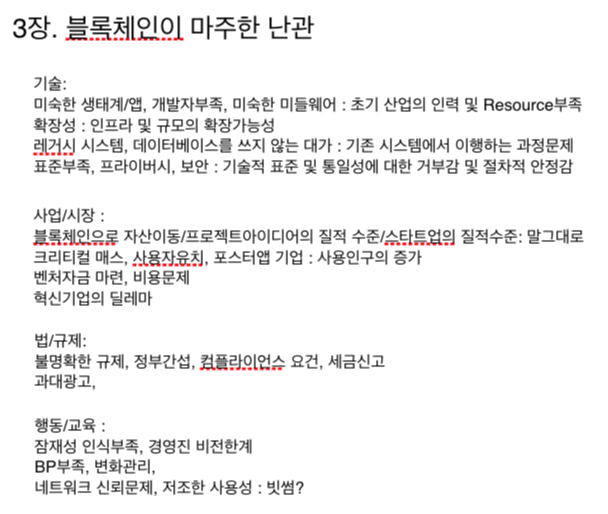 3장. 블록체인이 마주한 난관
기술:
미숙한 생태계/앱, 개발자부족, 미숙한 미들웨어 : 초기 산업의 인력 및 Resource부족
확장성 : 인프라 및 규모의 확장가능성
레거시 시스템, 데이터베이스를 쓰지 않는 대가 : 기존 시스템에서 이행하는 과정문제
표준부족, 프라이버시, 보안 : 기술적 표준 및 통일성에 대한 거부감 및 절차적 안정감
사업/시장 :
블록체인으로 자산이동/프로젝트아이디어의 질적 수준/스타트업의 질적수준: 말그대로
크리티컬 매스, 사용자유치, 포스터앱 기업 : 사용인구의 증가
벤처자금 마련, 비용문제
혁신기업의 딜레마
법/규제:
불명확한 규제, 정부간섭, 컴플라이언스 요건, 세금신고
과대광고,
행동/교육 :
잠재성 인식부족, 경영진 비전한계
BP부족, 변화관리,
네트워크 신뢰문제, 저조한 사용성 : 빗썸?